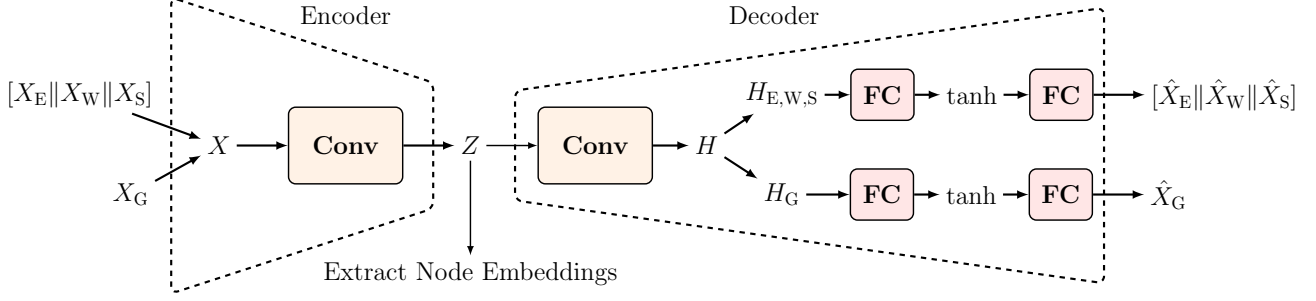 Encoder
Decoder
[X_E‖X_W‖X_S]
X_G
X
Conv
Z
Extract Node Embeddings
Conv
H
H_{E,W,S}
FC
tanh
FC
[X̂_E‖X̂_W‖X̂_S]
H_G
FC
tanh
FC
X̂_G